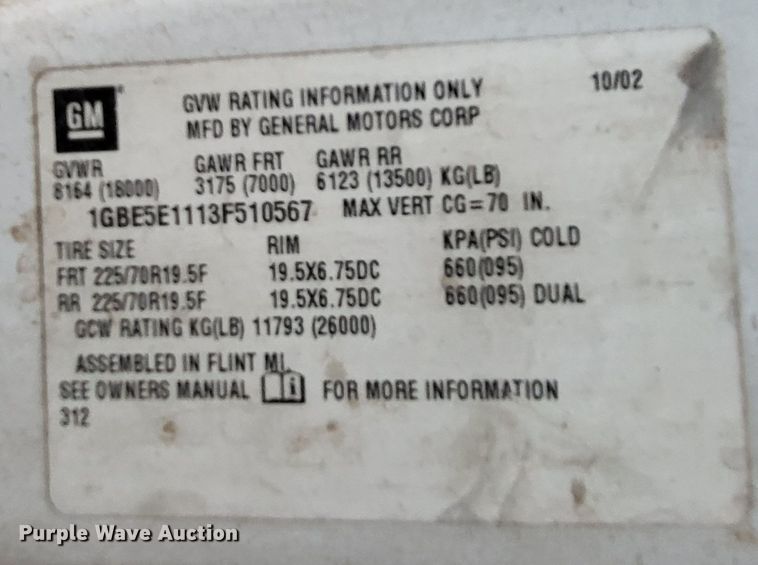 GM
GVW RATING INFORMATION ONLY 10/02
MFD BY GENERAL MOTORS CORP
GVWR GAWR FRT GAWR RR
8164 (18000) 3175 (7000) 6123 (13500) KG(LB)
1GBE5E1113F510567 MAX VERT CG=70 IN.
TIRE SIZE RIM KPA(PSI) COLD
FRT 225/70R19.5F 19.5X6.75DC 660(095)
RR 225/70R19.5F 19.5X6.75DC 660(095) DUAL
GCW RATING KG(LB) 11793 (26000)
ASSEMBLED IN FLINT MI.
SEE OWNERS MANUAL i FOR MORE INFORMATION
312
Purple Wave Auction